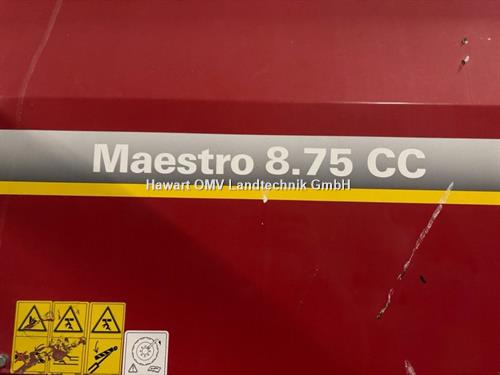 Maestro 8.75 CC
Hawart OMV Landtechnik GmbH